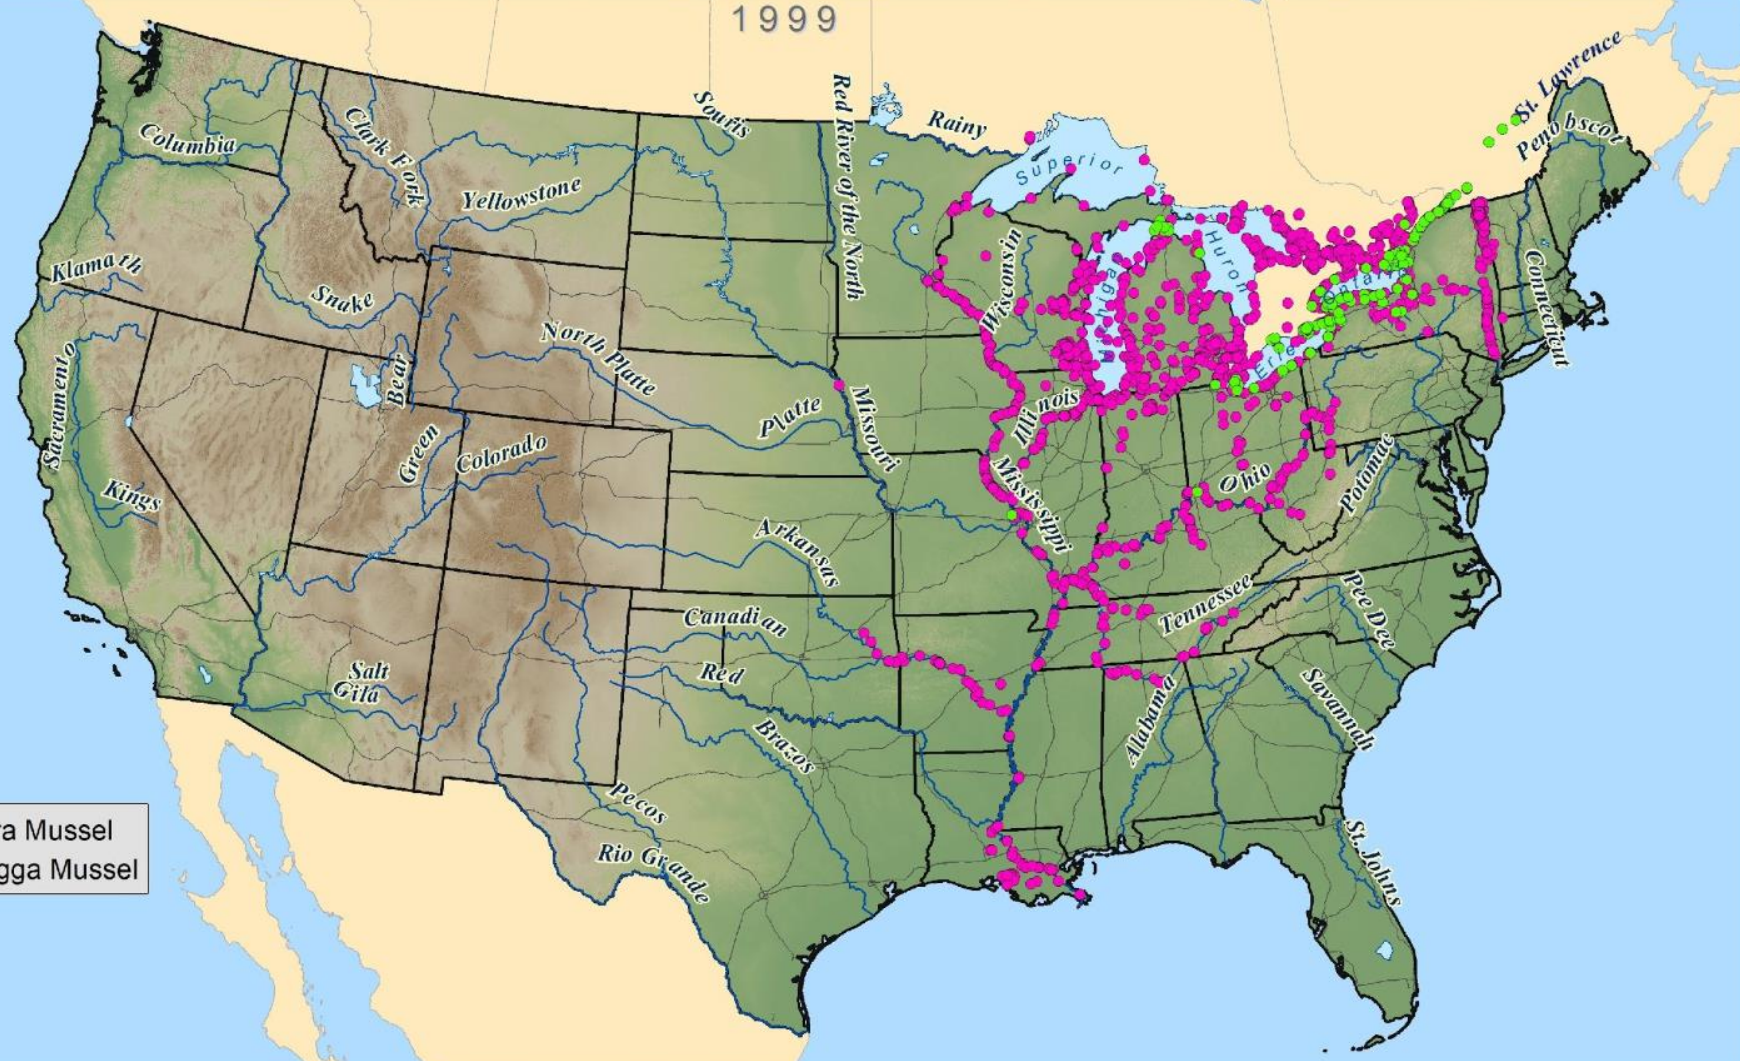 1999
St. Lawrence
Souris
Red River of the North
Rainy
Penobscot
Columbia
Clark Fork
Superior
Yellowstone
Klamath
Snake
Wisconsin
Huron
Connecticut
North Platte
Bear
Sacramento
Platte
Missouri
Illinois
Erie
Green
Colorado
Kings
Mississippi
Ohio
Potomac
Arkansas
Canadian
Tennessee
Pee Dee
Salt
Gila
Red
Alabama
Savannah
Brazos
Pecos
Rio Grande
St. Johns
ra Mussel
gga Mussel